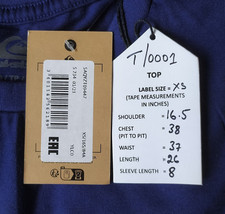 T/0001
TOP
LABEL SIZE= XS
(TAPE MEASUREMENTS
IN INCHES)
SHOULDER 16.5
CHEST 38
(PIT TO PIT)
WAIST 37
LENGTH 26
SLEEVE LENGTH 8
EAC